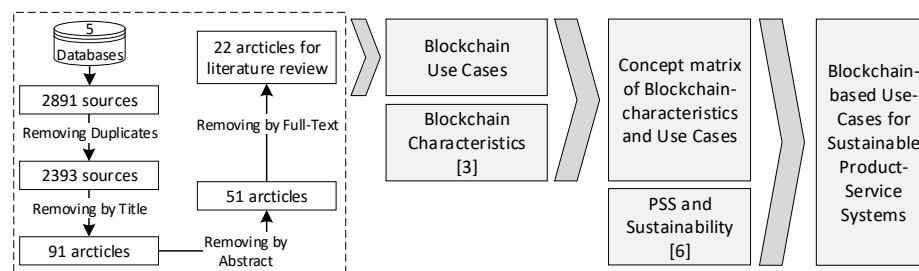 5
Databases
2891 sources
Removing Duplicates
2393 sources
Removing by Title
91 arcticles
Removing by
Abstract
51 arcticles
Removing by Full-Text
22 arcticles for
literature review
Blockchain
Use Cases
Blockchain
Characteristics
[3]
Concept matrix
of Blockchain-
characteristics
and Use Cases
PSS and
Sustainability
[6]
Blockchain-
based Use-
Cases for
Sustainable
Product-
Service
Systems